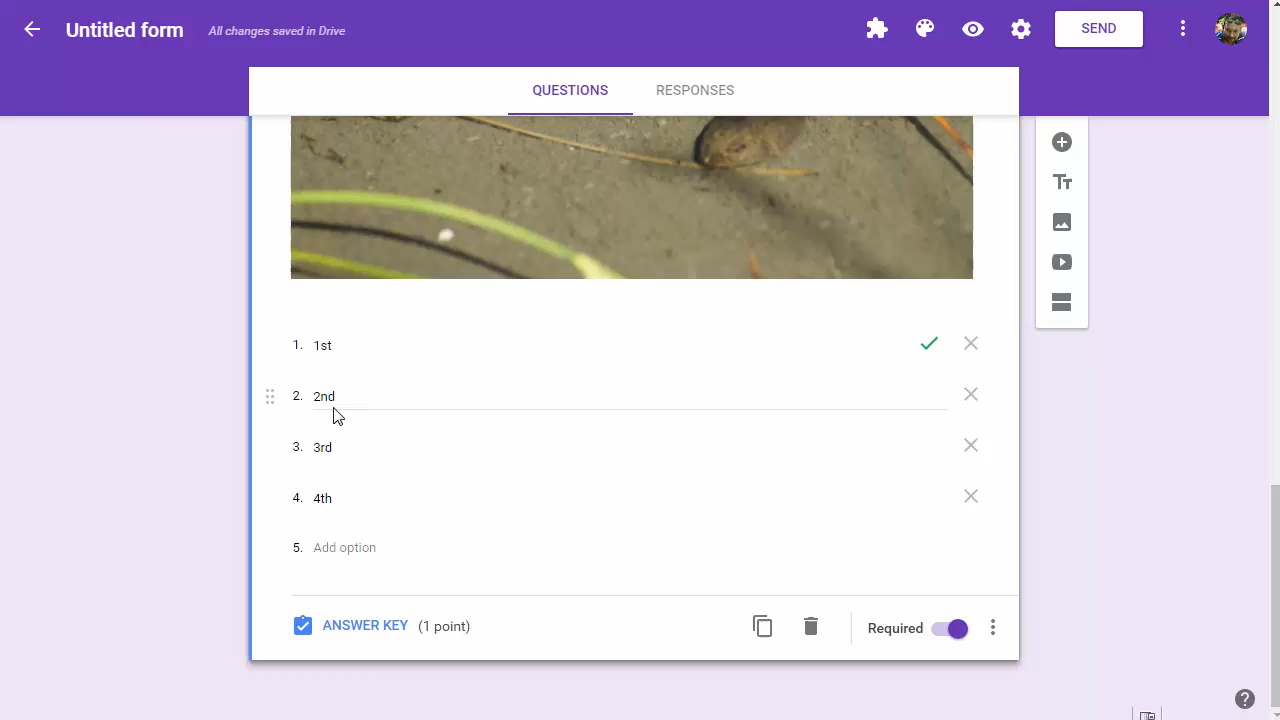 Untitled form All changes saved in Drive SEND
QUESTIONS RESPONSES
1. 1st
2. 2nd
3. 3rd
4. 4th
5. Add option
ANSWER KEY (1 point) Required